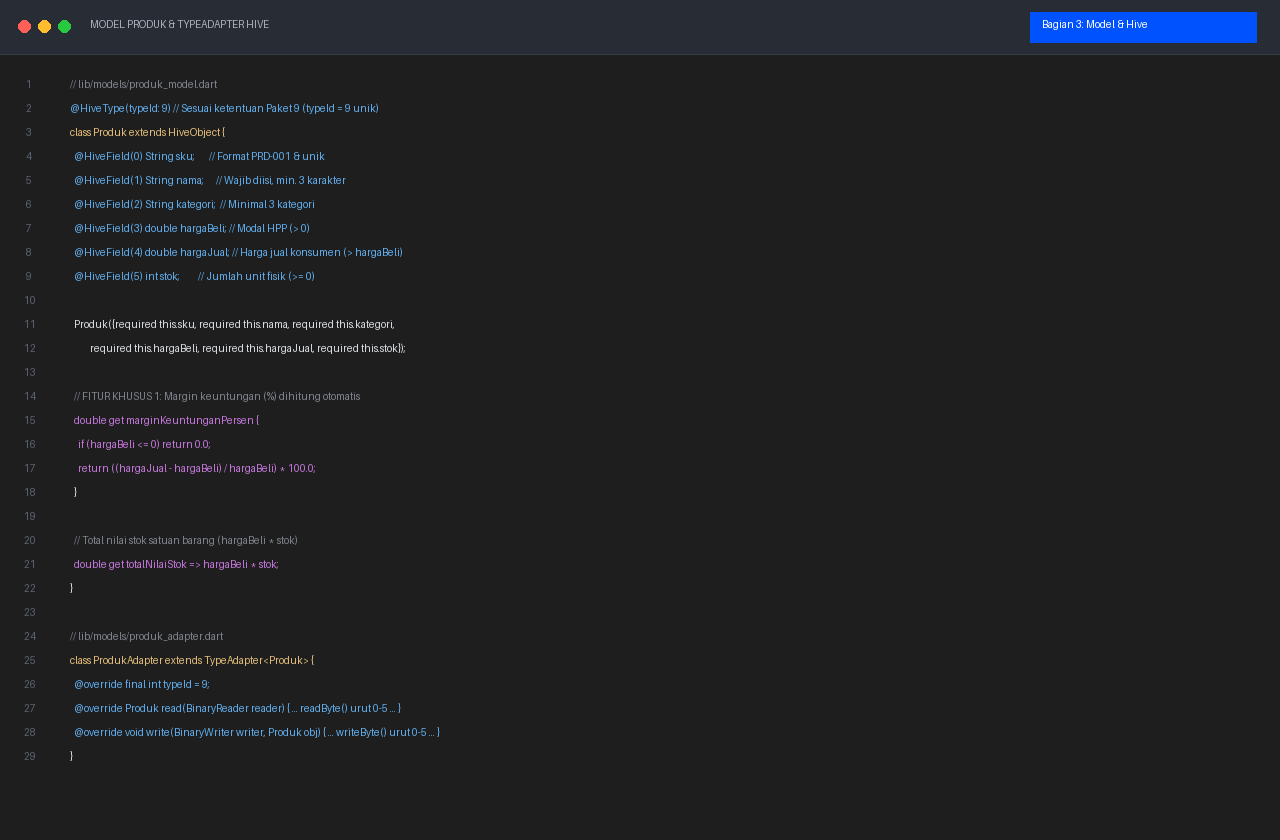 MODEL PRODUK & TYPEADAPTER HIVE
Bagian 3: Model & Hive
1 // lib/models/produk_model.dart
2 @HiveType(typeId: 9) // Sesuai ketentuan Paket 9 (typeId = 9 unik)
3 class Produk extends HiveObject {
4 @HiveField(0) String sku; // Format PRD-001 & unik
5 @HiveField(1) String nama; // Wajib diisi, min. 3 karakter
6 @HiveField(2) String kategori; // Minimal 3 kategori
7 @HiveField(3) double hargaBeli; // Modal HPP (> 0)
8 @HiveField(4) double hargaJual; // Harga jual konsumen (> hargaBeli)
9 @HiveField(5) int stok; // Jumlah unit fisik (>= 0)
10
11 Produk({required this.sku, required this.nama, required this.kategori,
12 required this.hargaBeli, required this.hargaJual, required this.stok});
13
14 // FITUR KHUSUS 1: Margin keuntungan (%) dihitung otomatis
15 double get marginKeuntunganPersen {
16 if (hargaBeli <= 0) return 0.0;
17 return ((hargaJual - hargaBeli) / hargaBeli) * 100.0;
18 }
19
20 // Total nilai stok satuan barang (hargaBeli * stok)
21 double get totalNilaiStok => hargaBeli * stok;
22 }
23
24 // lib/models/produk_adapter.dart
25 class ProdukAdapter extends TypeAdapter<Produk> {
26 @override final int typeId = 9;
27 @override Produk read(BinaryReader reader) { ... readByte() urut 0-5 ... }
28 @override void write(BinaryWriter writer, Produk obj) { ... writeByte() urut 0-5 ... }
29 }